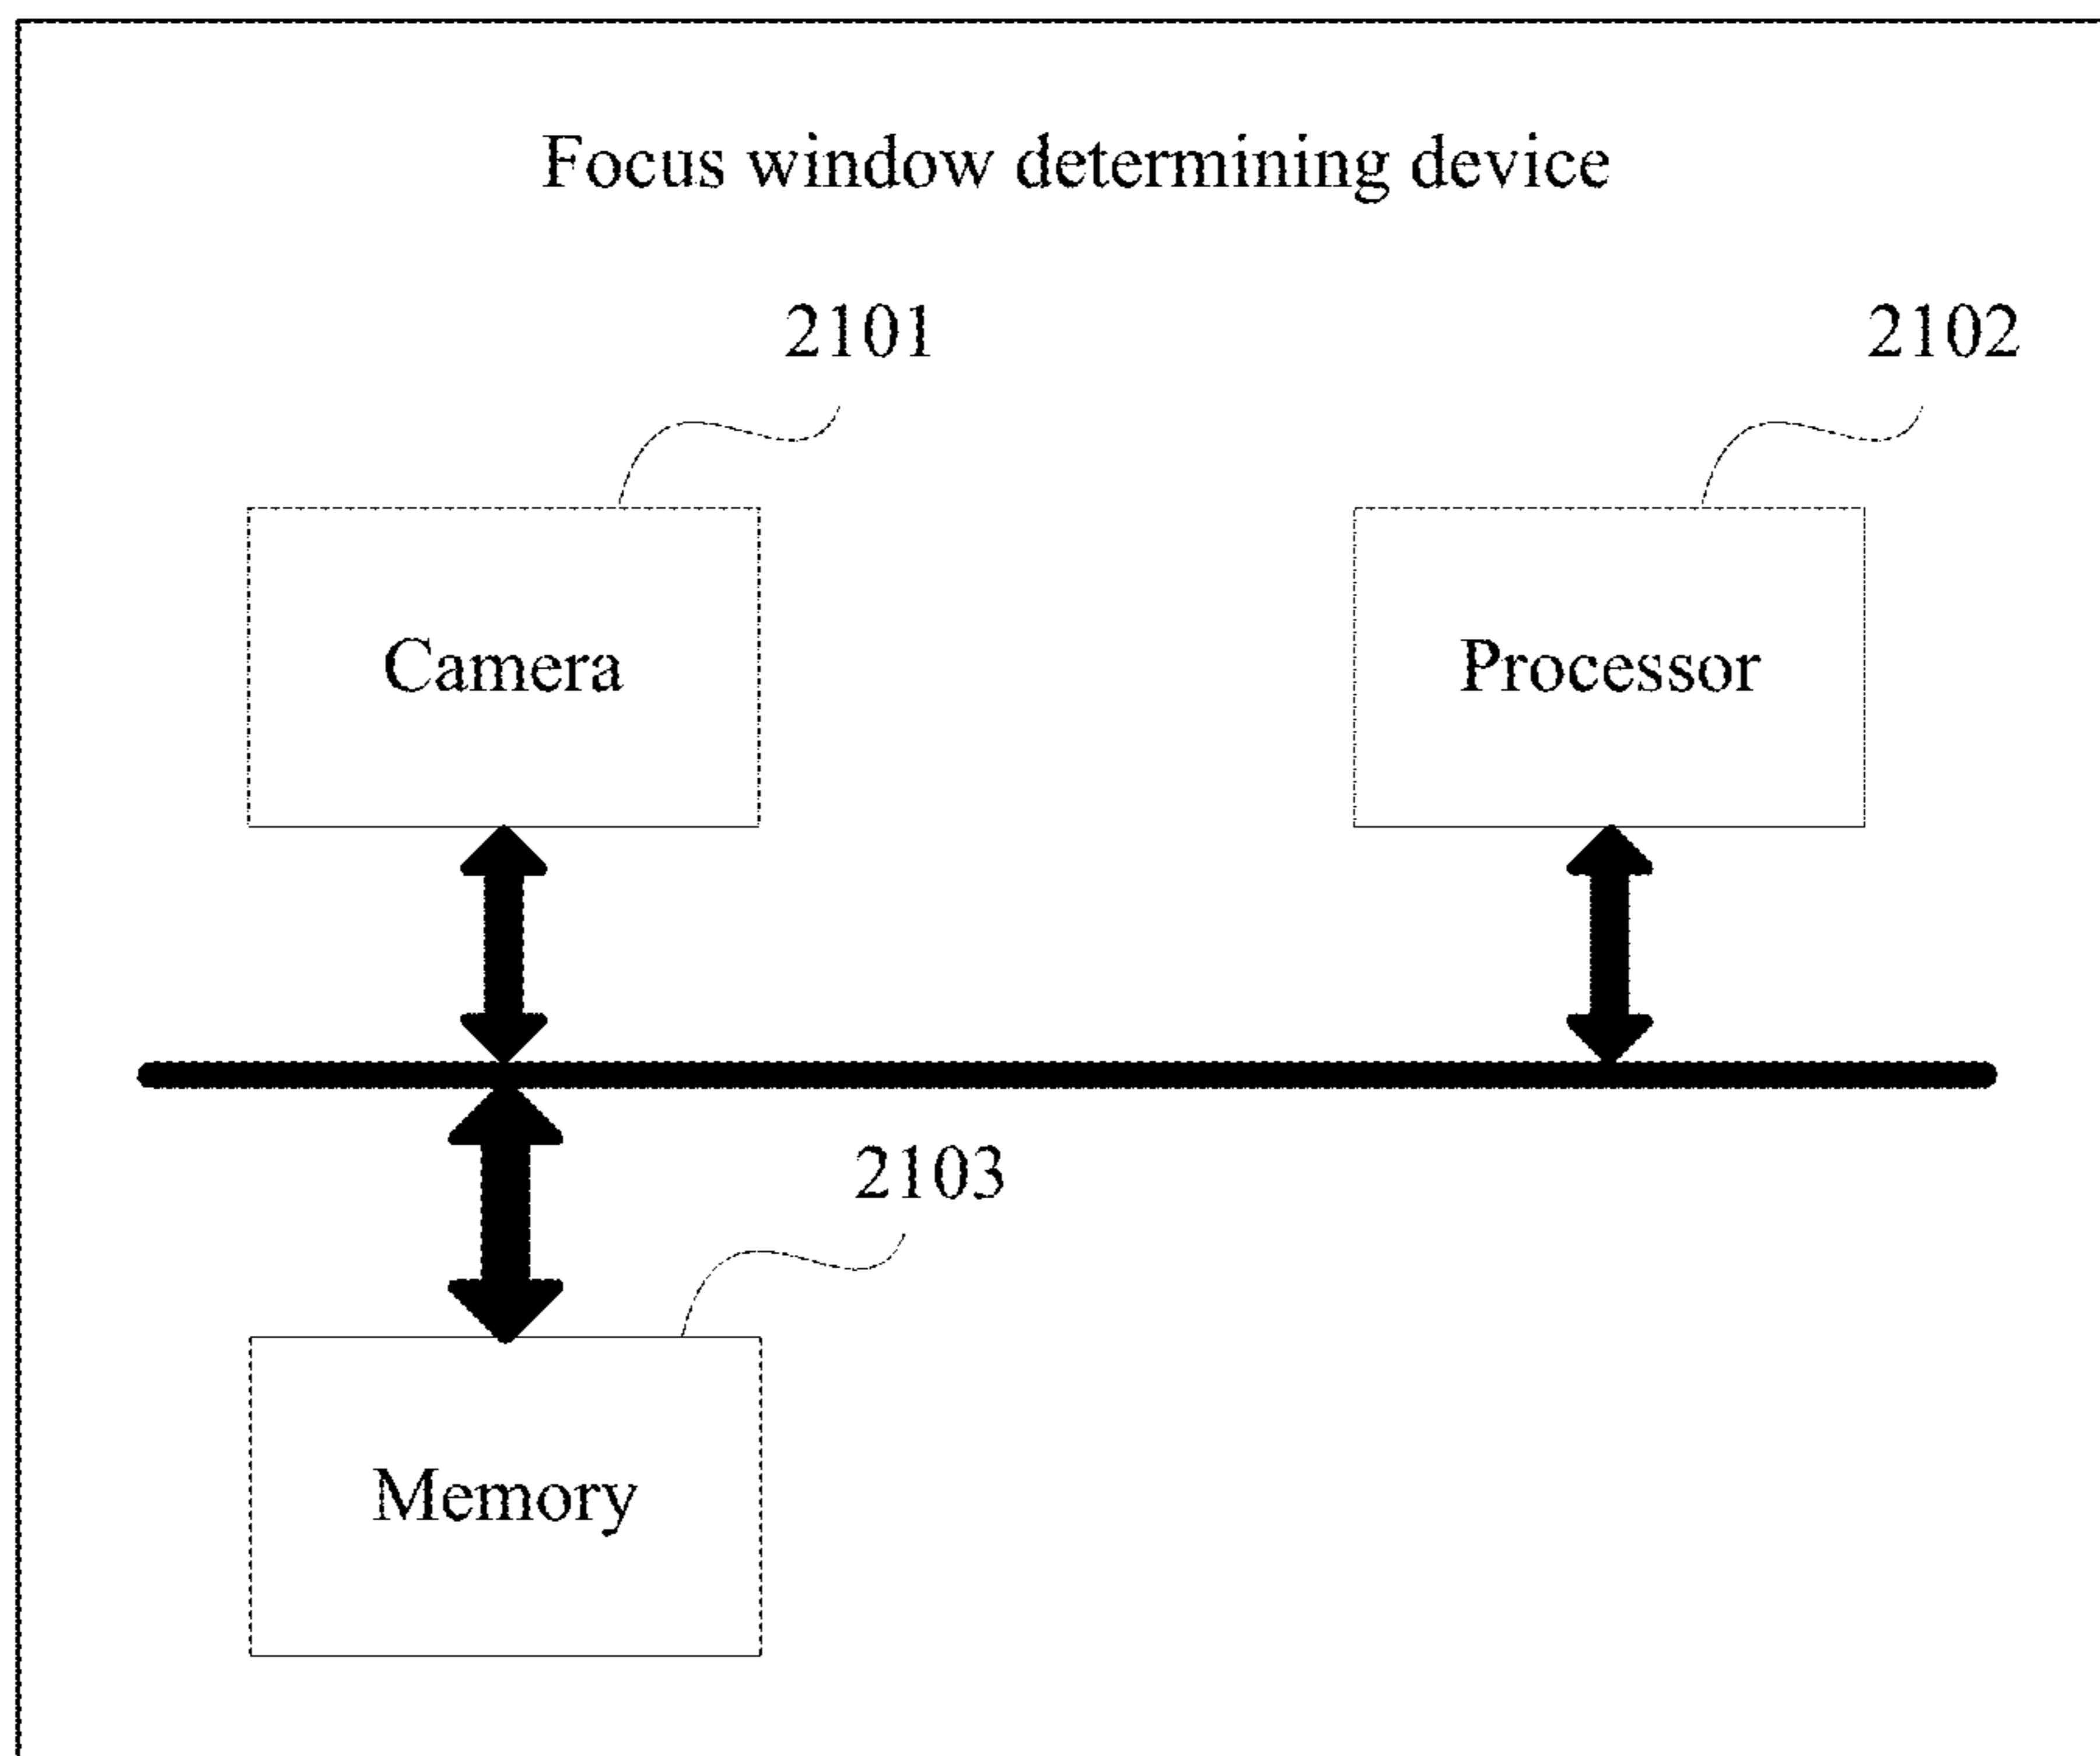 Focus window determining device
2101
2102
Camera
Processor
2103
Memory